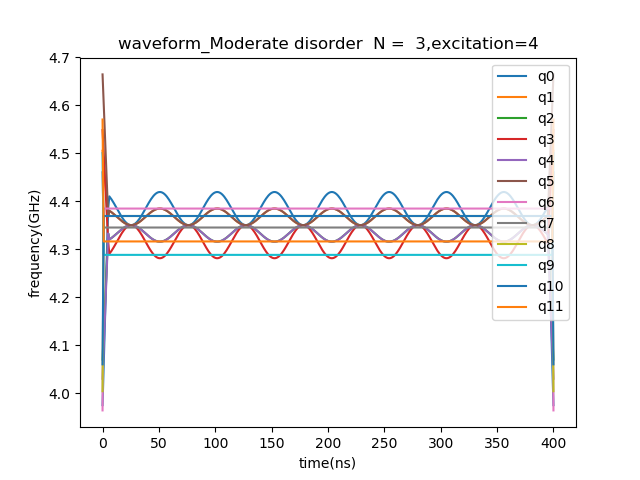 waveform_Moderate disorder  N =  3,excitation=4
frequency(GHz)
4.7
4.6
4.5
4.4
4.3
4.2
4.1
4.0
q0
q1
q2
q3
q4
q5
q6
q7
q8
q9
q10
q11
0 50 100 150 200 250 300 350 400
time(ns)